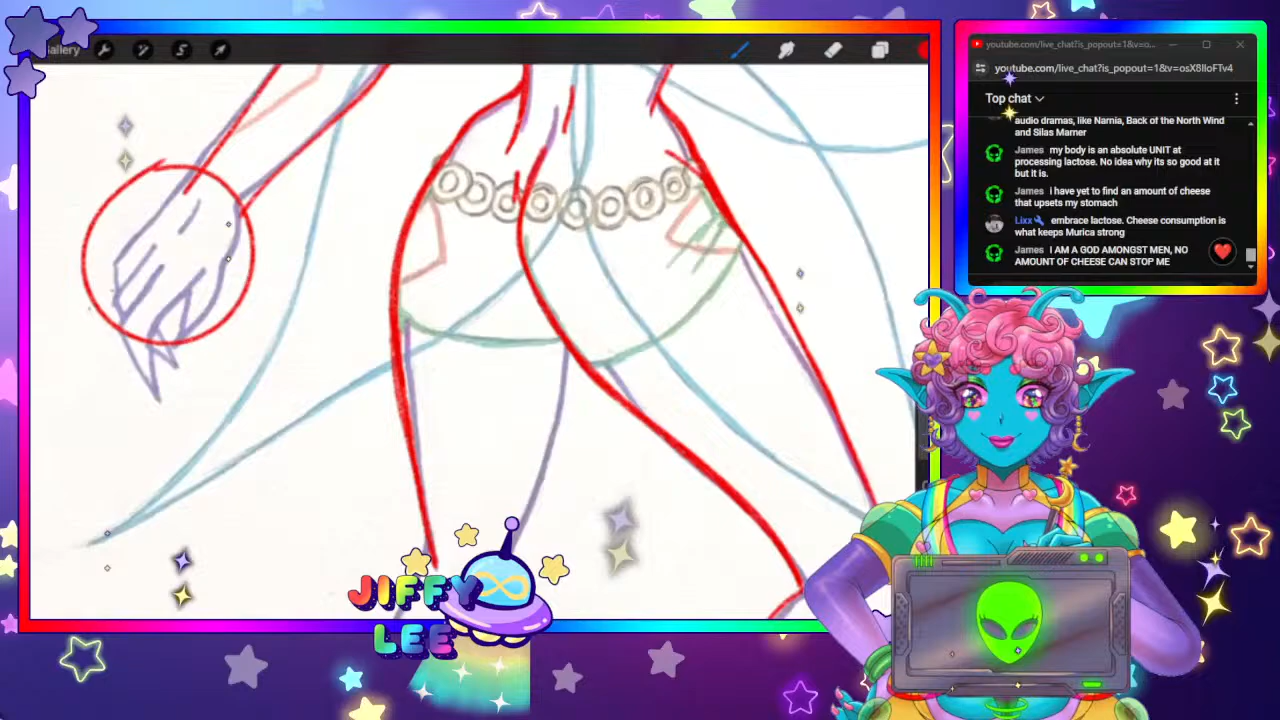 allery
youtube.com/live_chat?is_popout=1&v=o...
youtube.com/live_chat?is_popout=1&v=osX8IIoFTv4
Top chat
audio dramas, like Narnia, Back of the North Wind
and Silas Marner
James my body is an absolute UNIT at
processing lactose. No idea why its so good at it
but it is.
James i have yet to find an amount of cheese
that upsets my stomach
Lixx embrace lactose. Cheese consumption is
what keeps Murica strong
James I AM A GOD AMONGST MEN, NO
AMOUNT OF CHEESE CAN STOP ME
JIFFY
LEE